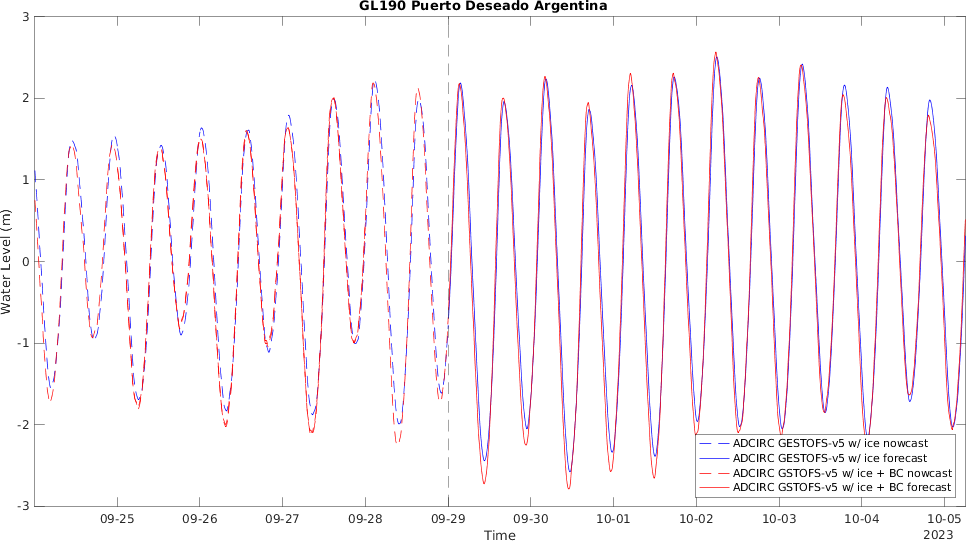 GL190 Puerto Deseado Argentina
3
2
1
0
-1
-2
-3
Water Level (m)
ADCIRC GESTOFS-v5 w/ ice nowcast
ADCIRC GESTOFS-v5 w/ ice forecast
ADCIRC GSTOFS-v5 w/ ice + BC nowcast
ADCIRC GSTOFS-v5 w/ ice + BC forecast
09-25 09-26 09-27 09-28 09-29 09-30 10-01 10-02 10-03 10-04 10-05
Time
2023